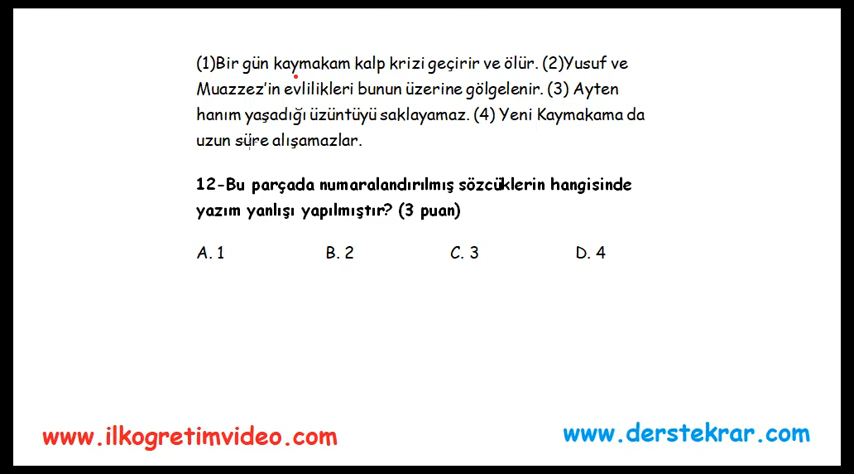 (1)Bir gün kaymakam kalp krizi geçirir ve ölür. (2)Yusuf ve
Muazzez'in evlilikleri bunun üzerine gölgelenir. (3) Ayten
hanım yaşadığı üzüntüyü saklayamaz. (4) Yeni Kaymakama da
uzun süre alışamazlar.
12-Bu parçada numaralandırılmış sözcüklerin hangisinde
yazım yanlışı yapılmıştır? (3 puan)
A. 1 B. 2 C. 3 D. 4
www.ilkogretimvideo.com www.derstekrar.com